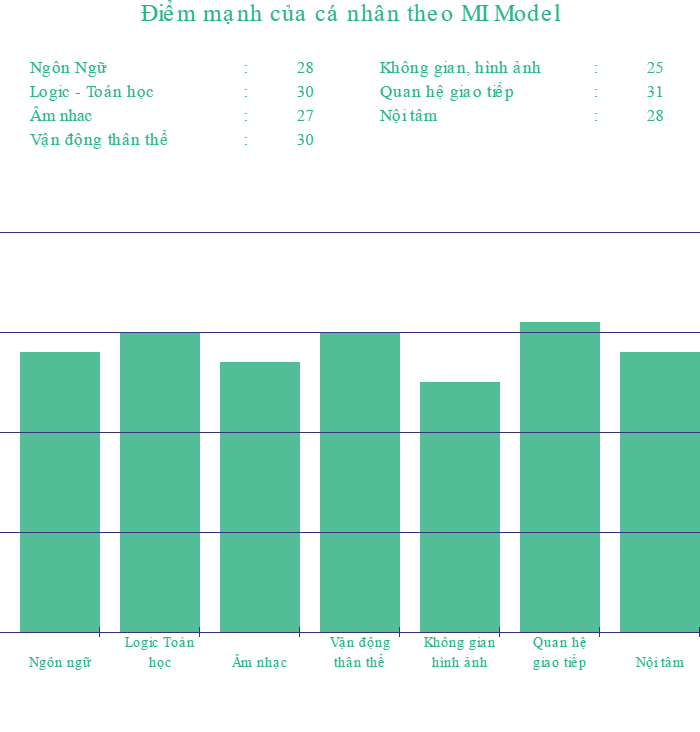 Điểm mạnh của cá nhân theo MI Model
Ngôn Ngữ : 28
Logic - Toán học : 30
Âm nhac : 27
Vận động thân thể : 30
Không gian, hình ảnh : 25
Quan hệ giao tiếp : 31
Nội tâm : 28
Ngôn ngữ
Logic Toán
học
Âm nhạc
Vận động
thân thể
Không gian
hình ảnh
Quan hệ
giao tiếp
Nội tâm